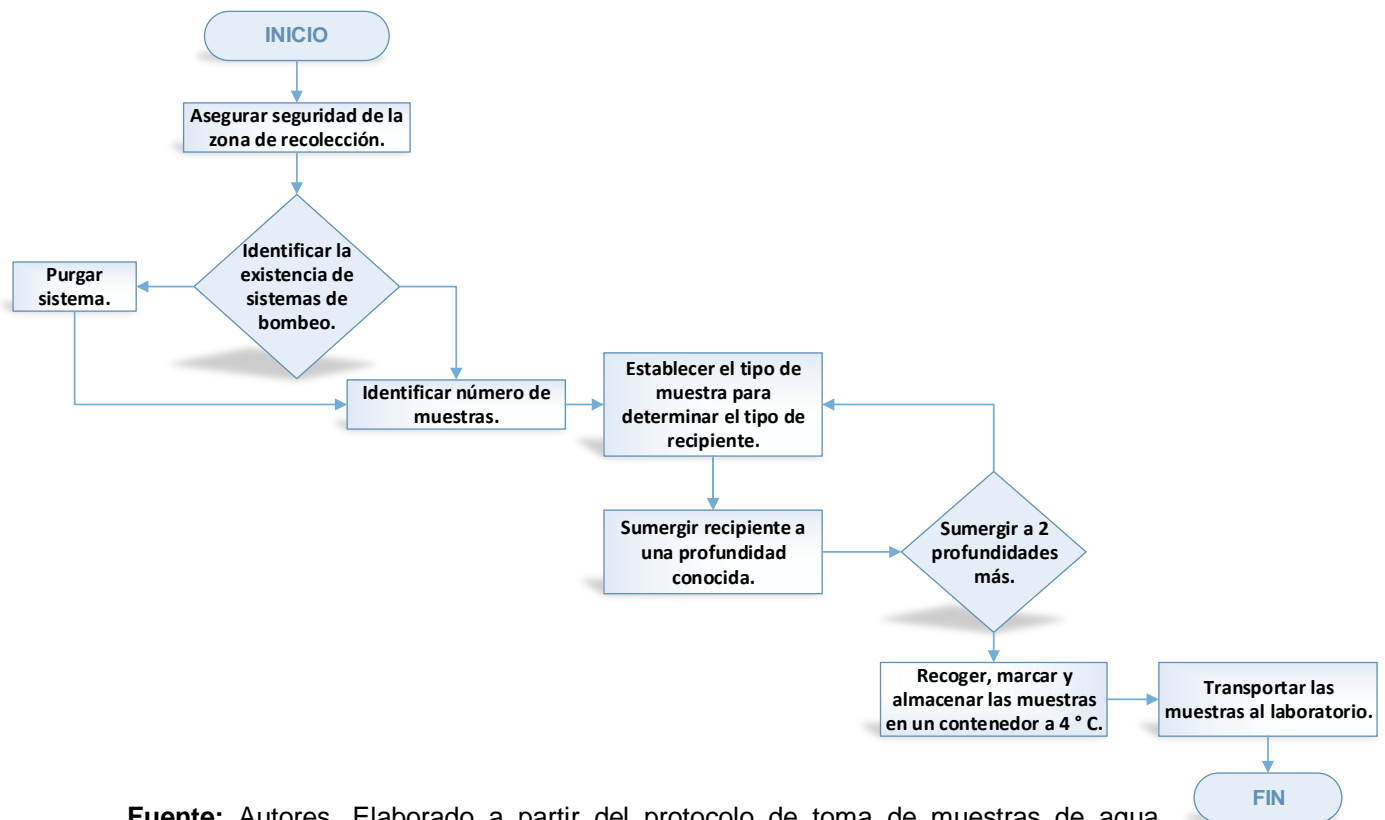 INICIO
Asegurar seguridad de la
zona de recolección.
Identificar la
existencia de
sistemas de
bombeo.
Purgar
sistema.
Identificar número de
muestras.
Establecer el tipo de
muestra para
determinar el tipo de
recipiente.
Sumergir recipiente a
una profundidad
conocida.
Sumergir a 2
profundidades
más.
Recoger, marcar y
almacenar las muestras
en un contenedor a 4 ° C.
Transportar las
muestras al laboratorio.
FIN
Fuente: Autores. Elaborado a partir del protocolo de toma de muestras de agua